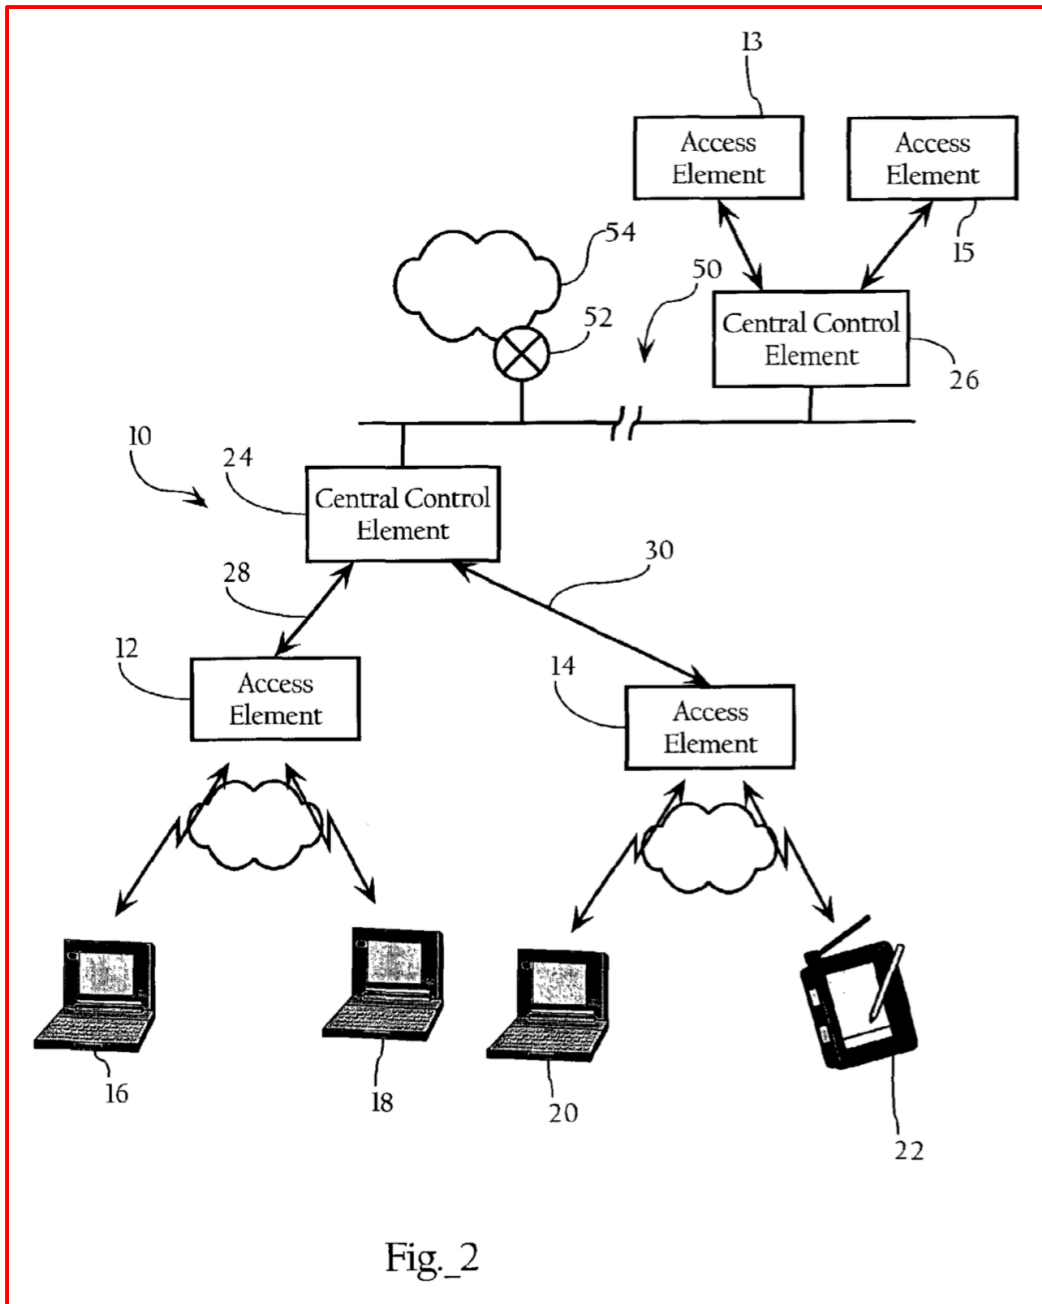 13
Access
Element
Access
Element
15
54
50
52
Central Control
Element
26
10
24
Central Control
Element
30
28
12
Access
Element
14
Access
Element
16
18
20
22
Fig._2